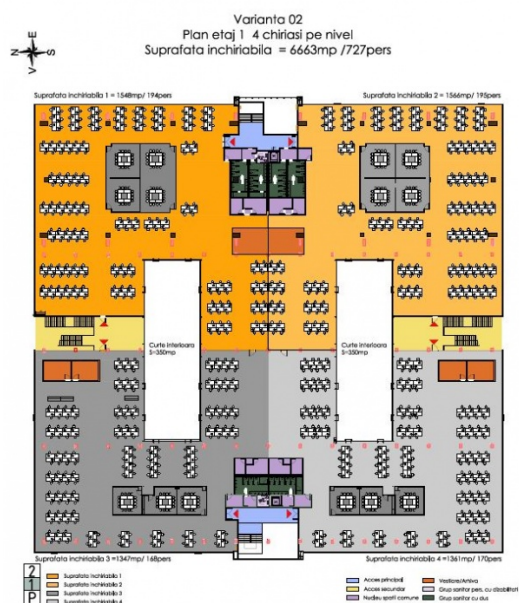 Varianta 02
Plan etaj 1 4 chiriasi pe nivel
Suprafata inchiriabila = 6663mp /727pers
N
E
S
V
Suprafata inchiriabila 1 = 1548mp/ 194pers
Suprafata inchiriabila 2 = 1566mp/ 195pers
Curte interioara
S=350mp
Curte interioara
S=350mp
Suprafata inchiriabila 3 =1347mp/ 168pers
Suprafata inchiriabila 4 =1361mp/ 170pers
2
1
P
Suprafata inchiriabila 1
Suprafata inchiriabila 2
Suprafata inchiriabila 3
Suprafata inchiriabila 4
Acces principal
Acces secundar
Nucleu spatii comune
Vestiare/Arhiva
Grup sanitar pers. cu dizabilitati
Grup sanitar cu dus